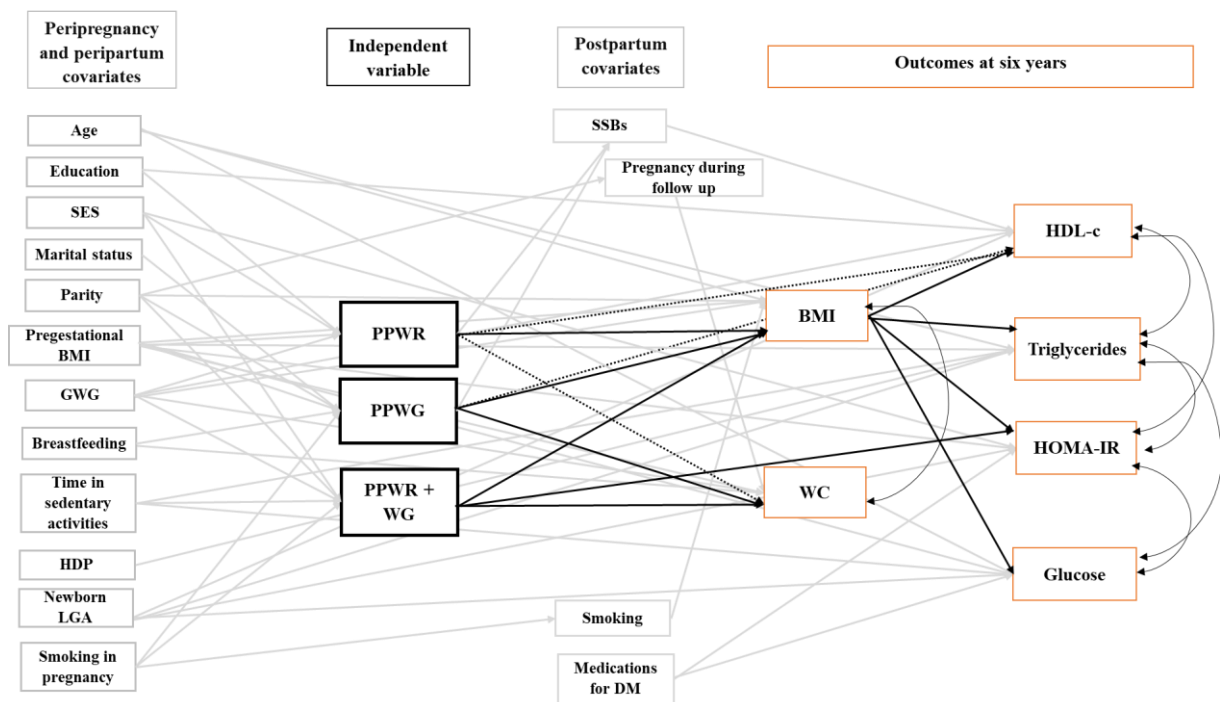 Peripregnancy
and peripartum
covariates
Independent
variable
Postpartum
covariates
Outcomes at six years
Age
Education
SES
Marital status
Parity
Pregestational
BMI
GWG
Breastfeeding
Time in
sedentary
activities
HDP
Newborn
LGA
Smoking in
pregnancy
PPWR
PPWG
PPWR +
WG
SSBs
Pregnancy during
follow up
Smoking
Medications
for DM
BMI
WC
HDL-c
Triglycerides
HOMA-IR
Glucose